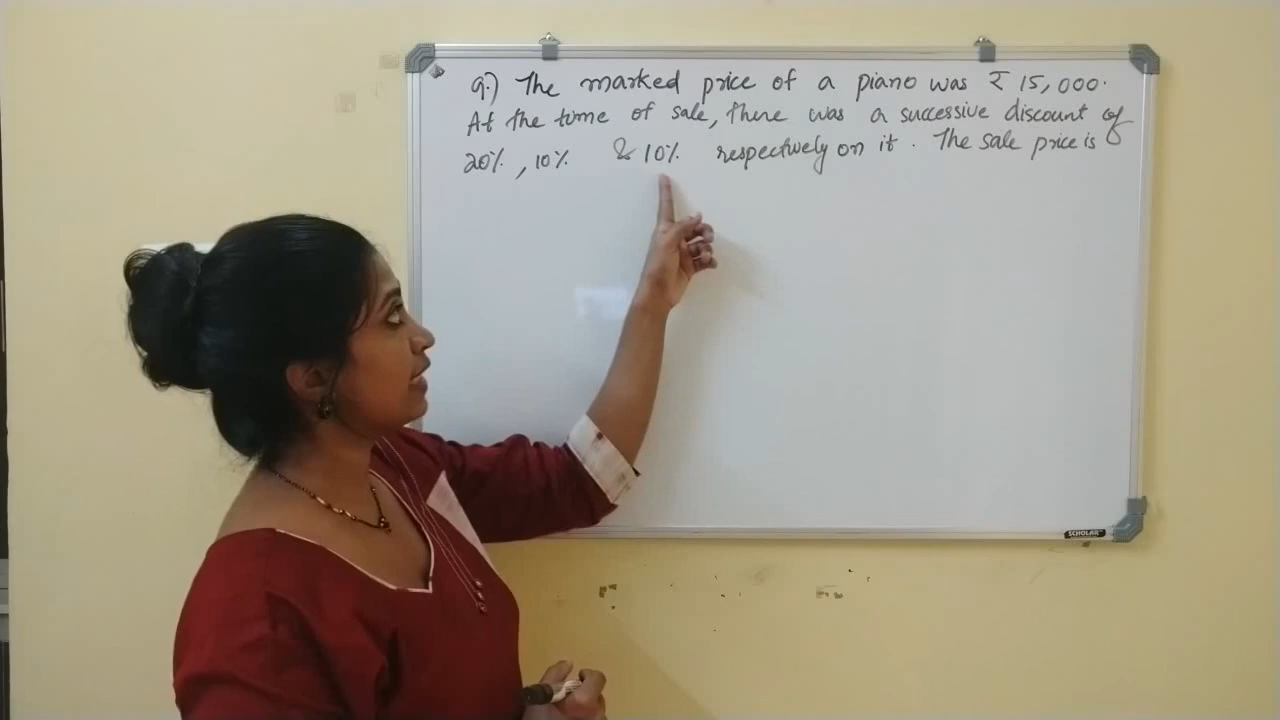 Q.) The marked price of a piano was ₹ 15,000.
At the time of sale, there was a successive discount of
20%, 10% & 10% respectively on it. The sale price is
SCHOLAR